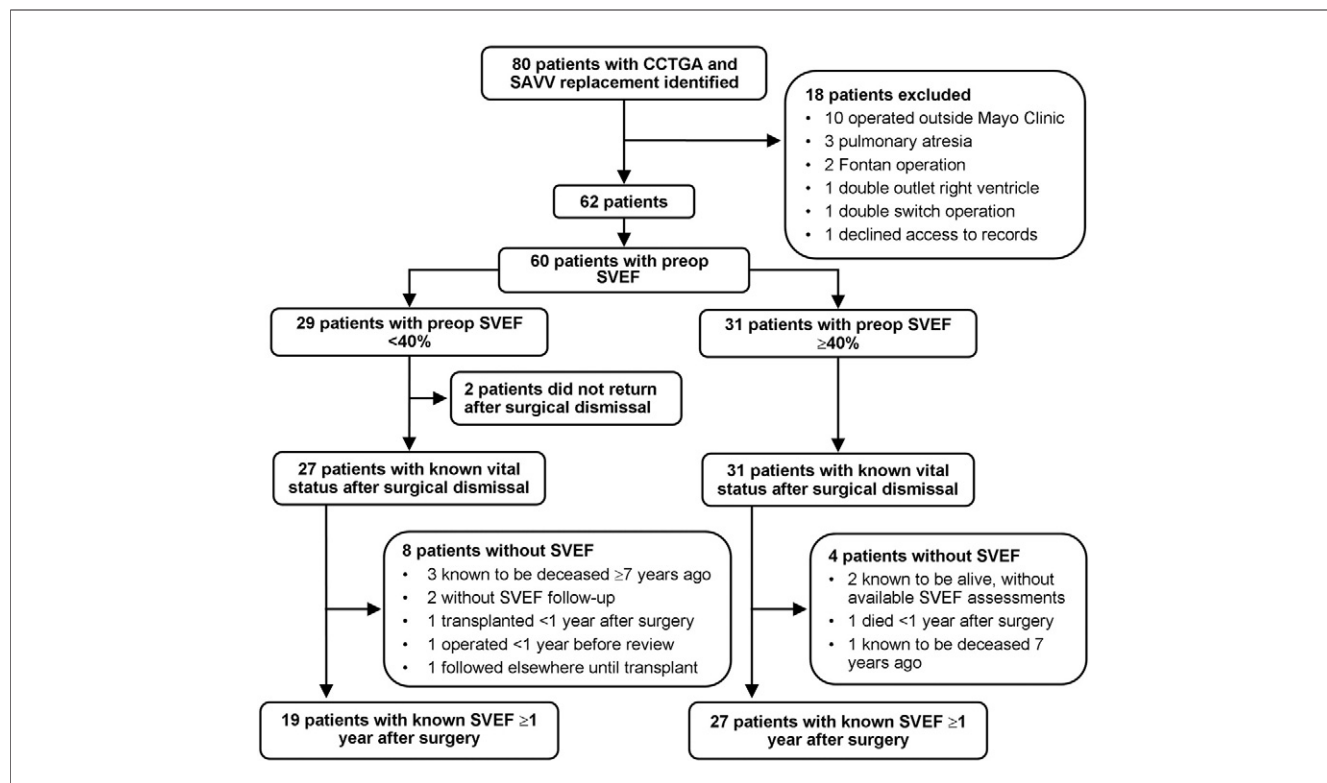 80 patients with CCTGA and
SAVV replacement identified
18 patients excluded
• 10 operated outside Mayo Clinic
• 3 pulmonary atresia
• 2 Fontan operation
• 1 double outlet right ventricle
• 1 double switch operation
• 1 declined access to records
62 patients
60 patients with preop
SVEF
29 patients with preop SVEF
<40%
31 patients with preop SVEF
≥40%
2 patients did not return
after surgical dismissal
27 patients with known vital
status after surgical dismissal
31 patients with known vital
status after surgical dismissal
8 patients without SVEF
• 3 known to be deceased ≥7 years ago
• 2 without SVEF follow-up
• 1 transplanted <1 year after surgery
• 1 operated <1 year before review
• 1 followed elsewhere until transplant
4 patients without SVEF
• 2 known to be alive, without
available SVEF assessments
• 1 died <1 year after surgery
• 1 known to be deceased 7
years ago
19 patients with known SVEF ≥1
year after surgery
27 patients with known SVEF ≥1
year after surgery